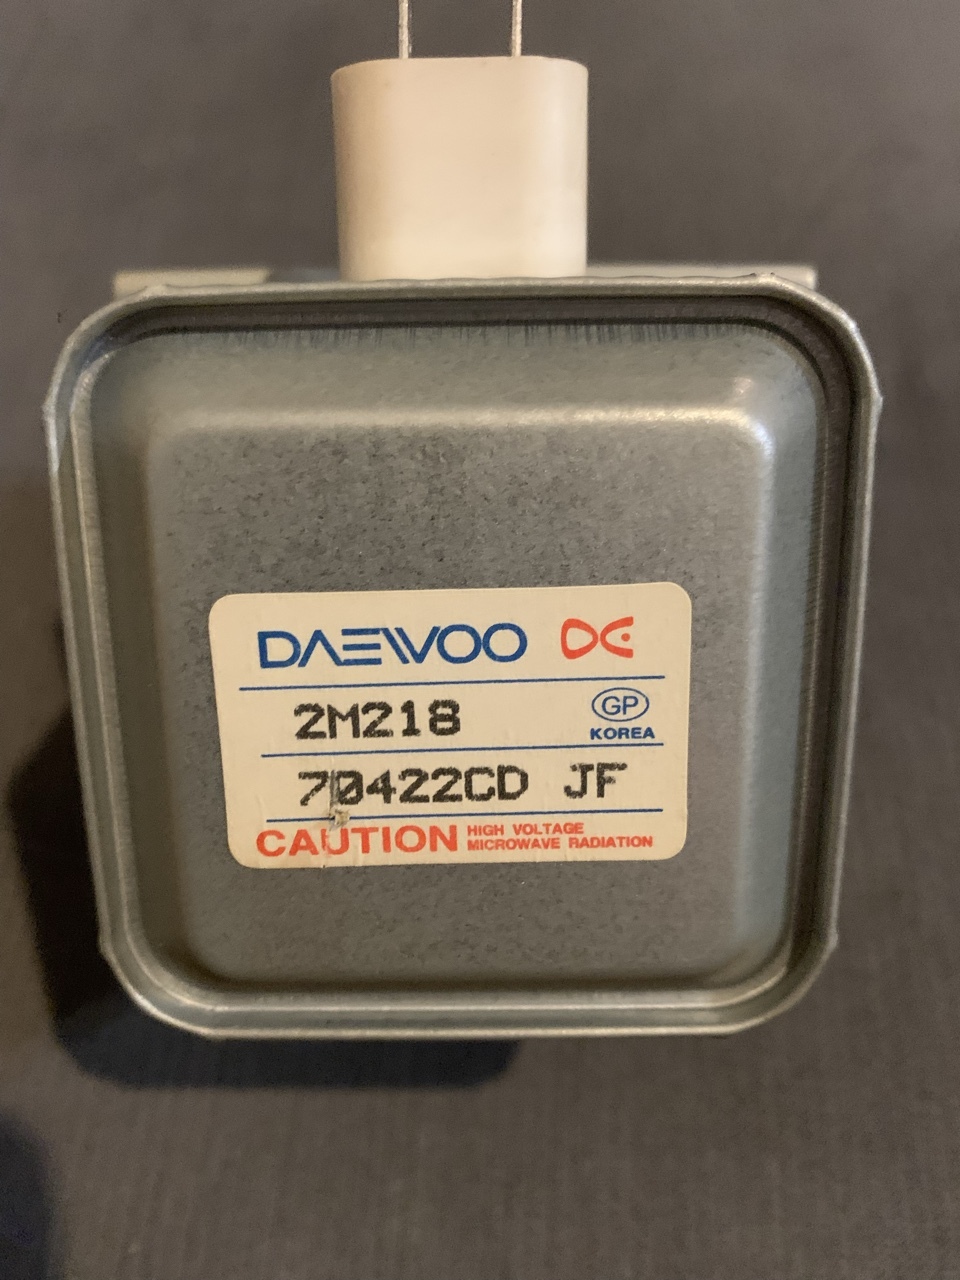 DAEWOO
2M218
GP
KOREA
70422CD JF
CAUTION HIGH VOLTAGE
MICROWAVE RADIATION